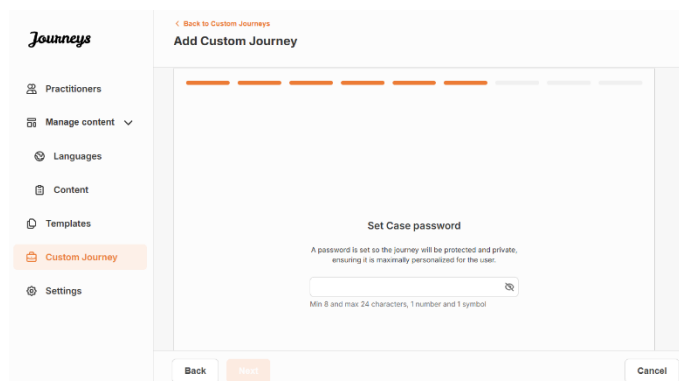 Journeys
Practitioners
Manage content
Languages
Content
Templates
Custom Journey
Settings
Back to Custom Journeys
Add Custom Journey
Set Case password
A password is set so the journey will be protected and private,
ensuring it is maximally personalized for the user.
Min 8 and max 24 characters, 1 number and 1 symbol
Back
Next
Cancel